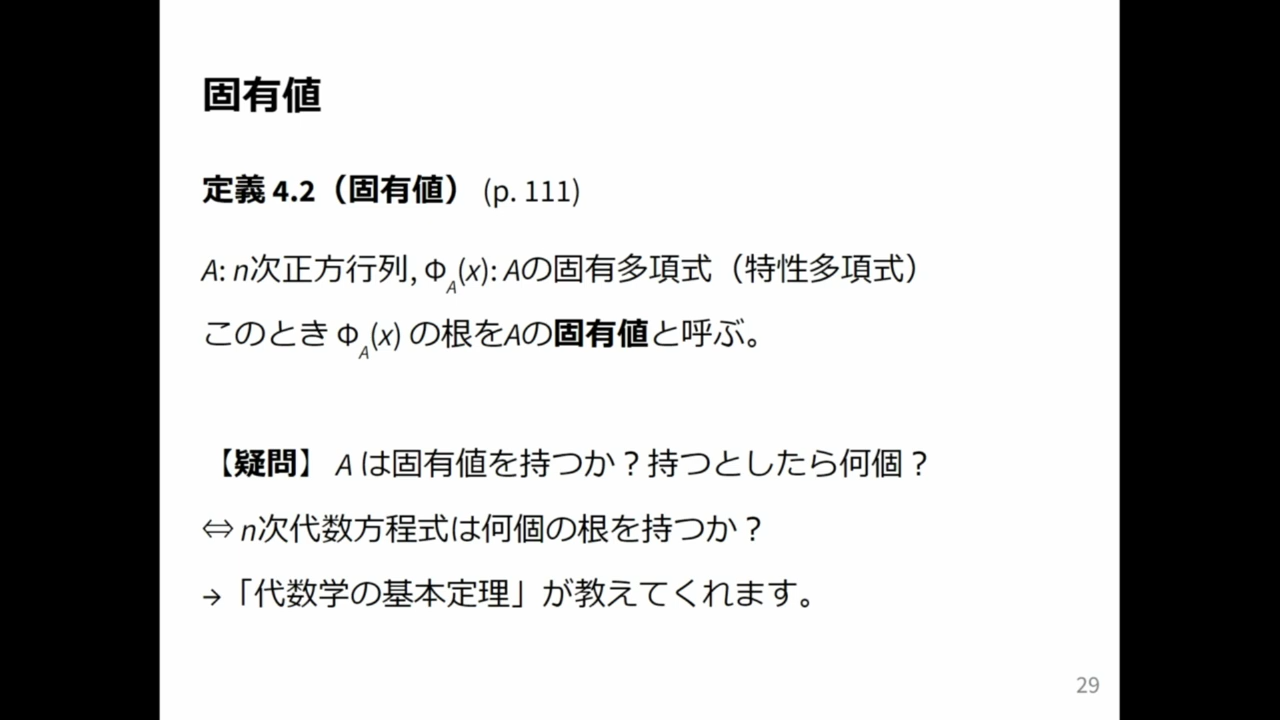 固有値
定義 4.2（固有値） (p. 111)
A: n次正方行列, Φ_A(x): Aの固有多項式（特性多項式）
このとき Φ_A(x) の根をAの固有値と呼ぶ。
【疑問】 A は固有値を持つか？持つとしたら何個？
⇔ n次代数方程式は何個の根を持つか？
→「代数学の基本定理」が教えてくれます。
29